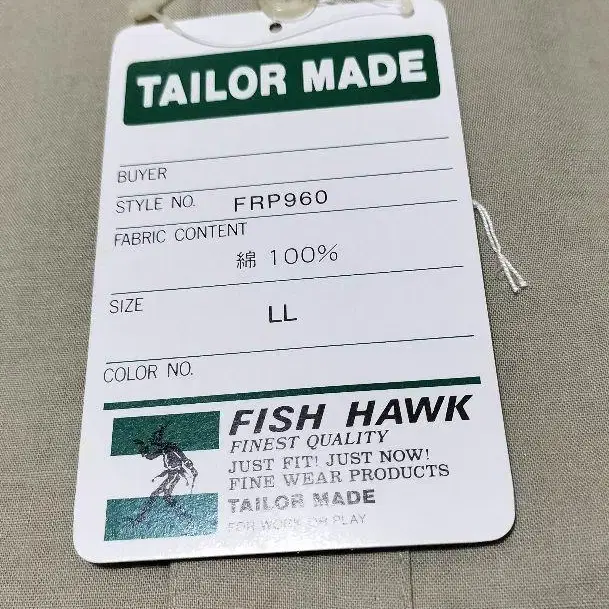 TAILOR MADE
BUYER
STYLE NO. FRP960
FABRIC CONTENT
綿 100%
SIZE
LL
COLOR NO.
FISH HAWK
FINEST QUALITY
JUST FIT! JUST NOW!
FINE WEAR PRODUCTS
TAILOR MADE
FOR WORK OR PLAY